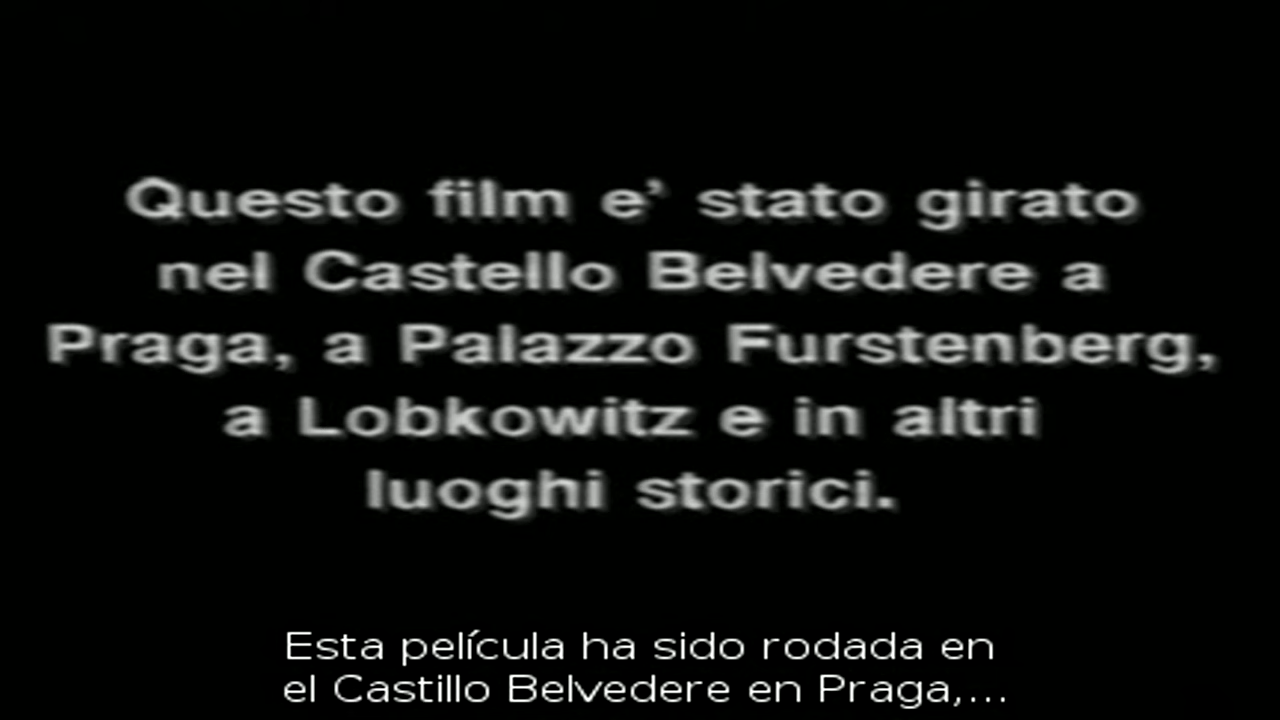 Questo film e' stato girato
nel Castello Belvedere a
Praga, a Palazzo Furstenberg,
a Lobkowitz e in altri
luoghi storici.
Esta película ha sido rodada en
el Castillo Belvedere en Praga,...